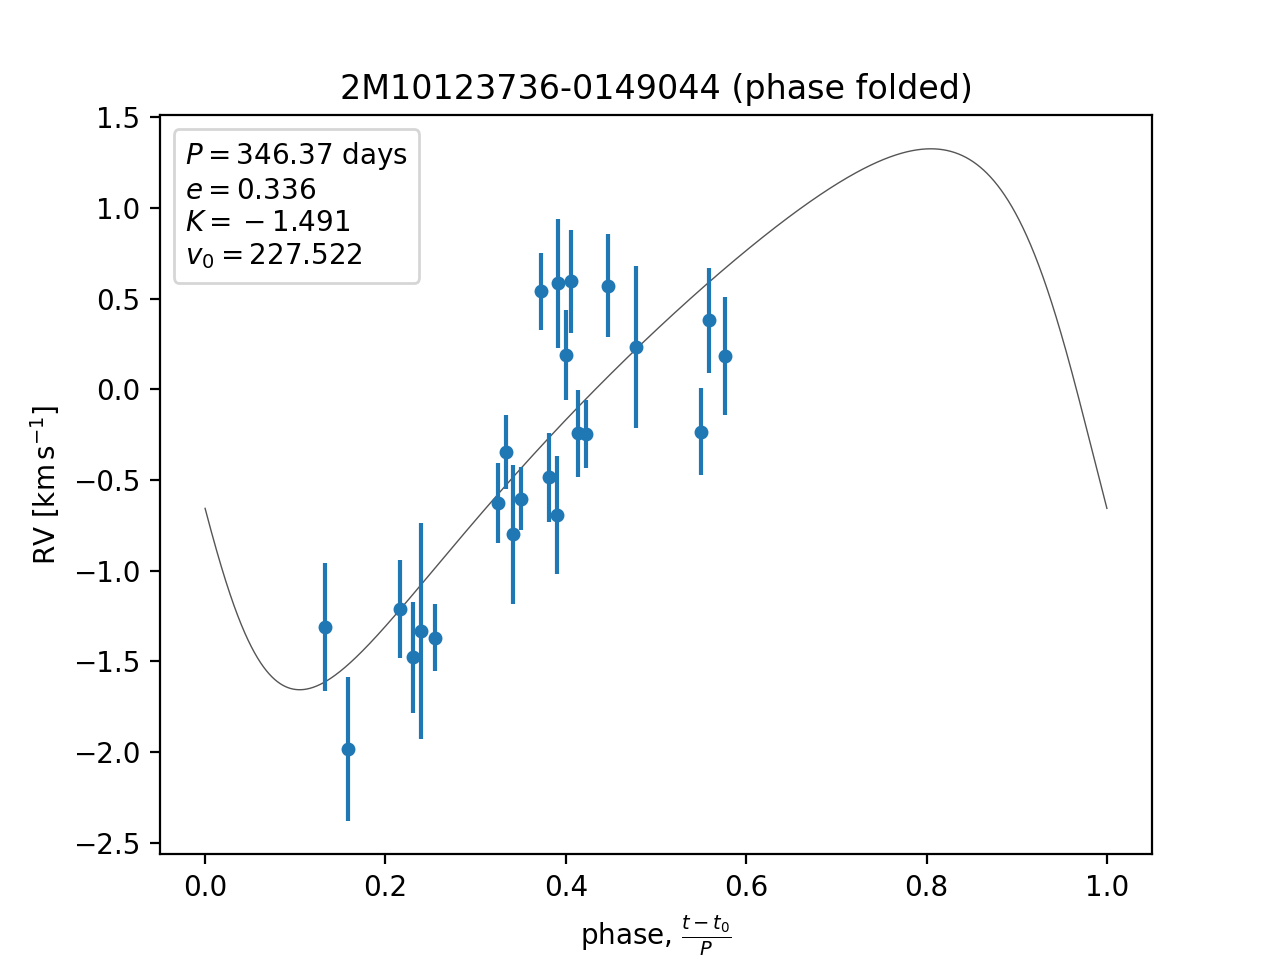 2M10123736-0149044 (phase folded)
P = 346.37 days
e = 0.336
K = −1.491
v₀ = 227.522
RV [km s⁻¹]
1.5
1.0
0.5
0.0
−0.5
−1.0
−1.5
−2.0
−2.5
0.0 0.2 0.4 0.6 0.8 1.0
phase, (t − t₀)/P